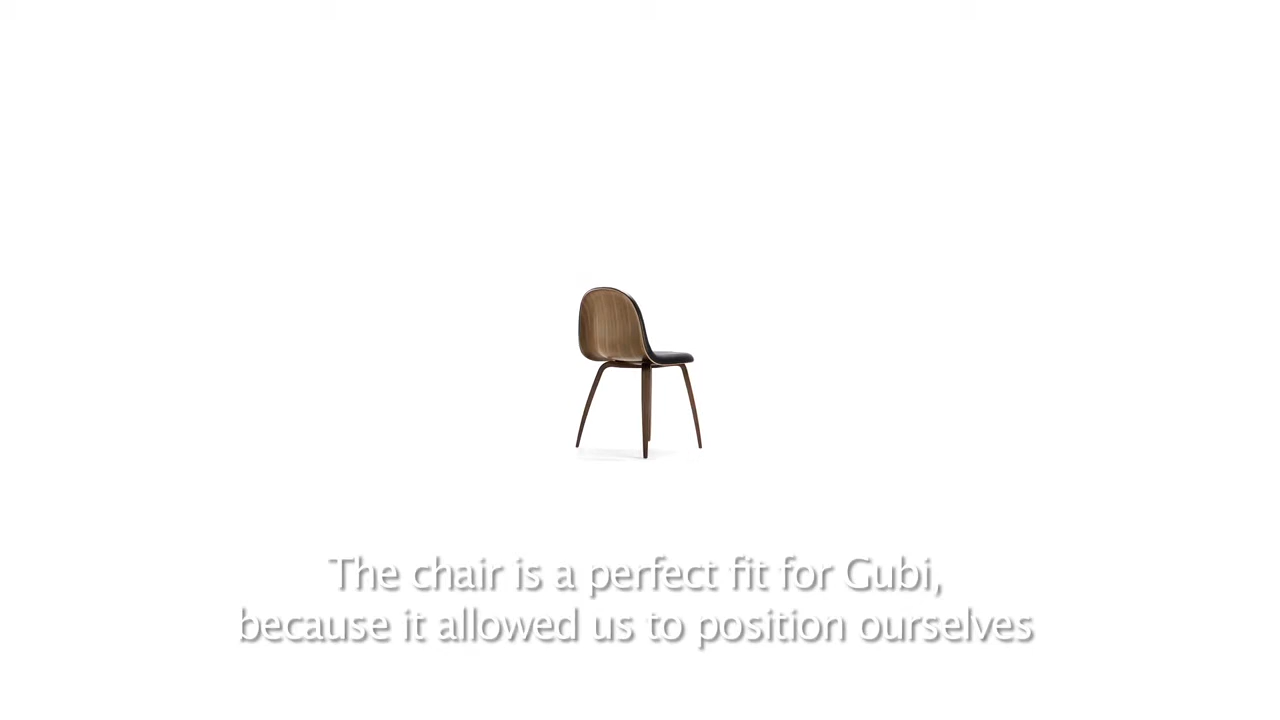 The chair is a perfect fit for Gubi,
because it allowed us to position ourselves